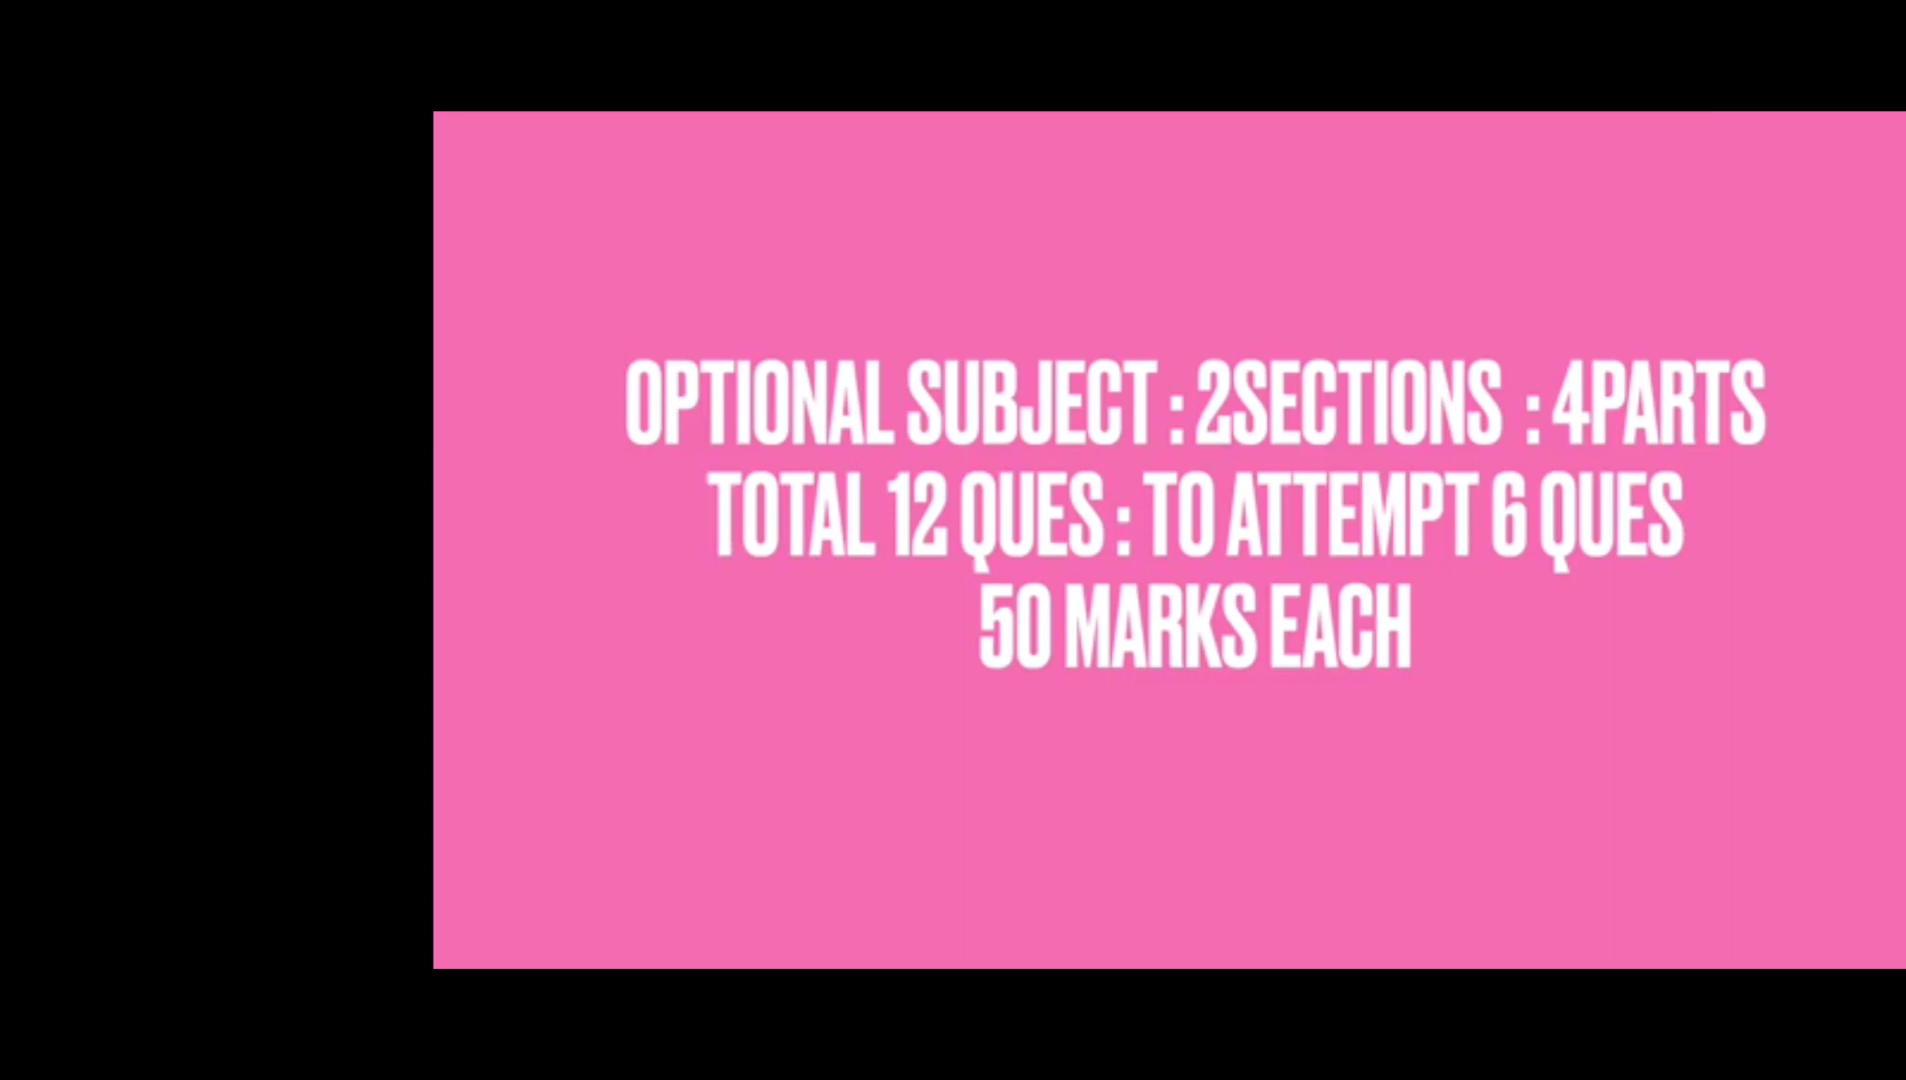 OPTIONAL SUBJECT : 2SECTIONS : 4PARTS
TOTAL 12 QUES : TO ATTEMPT 6 QUES
50 MARKS EACH